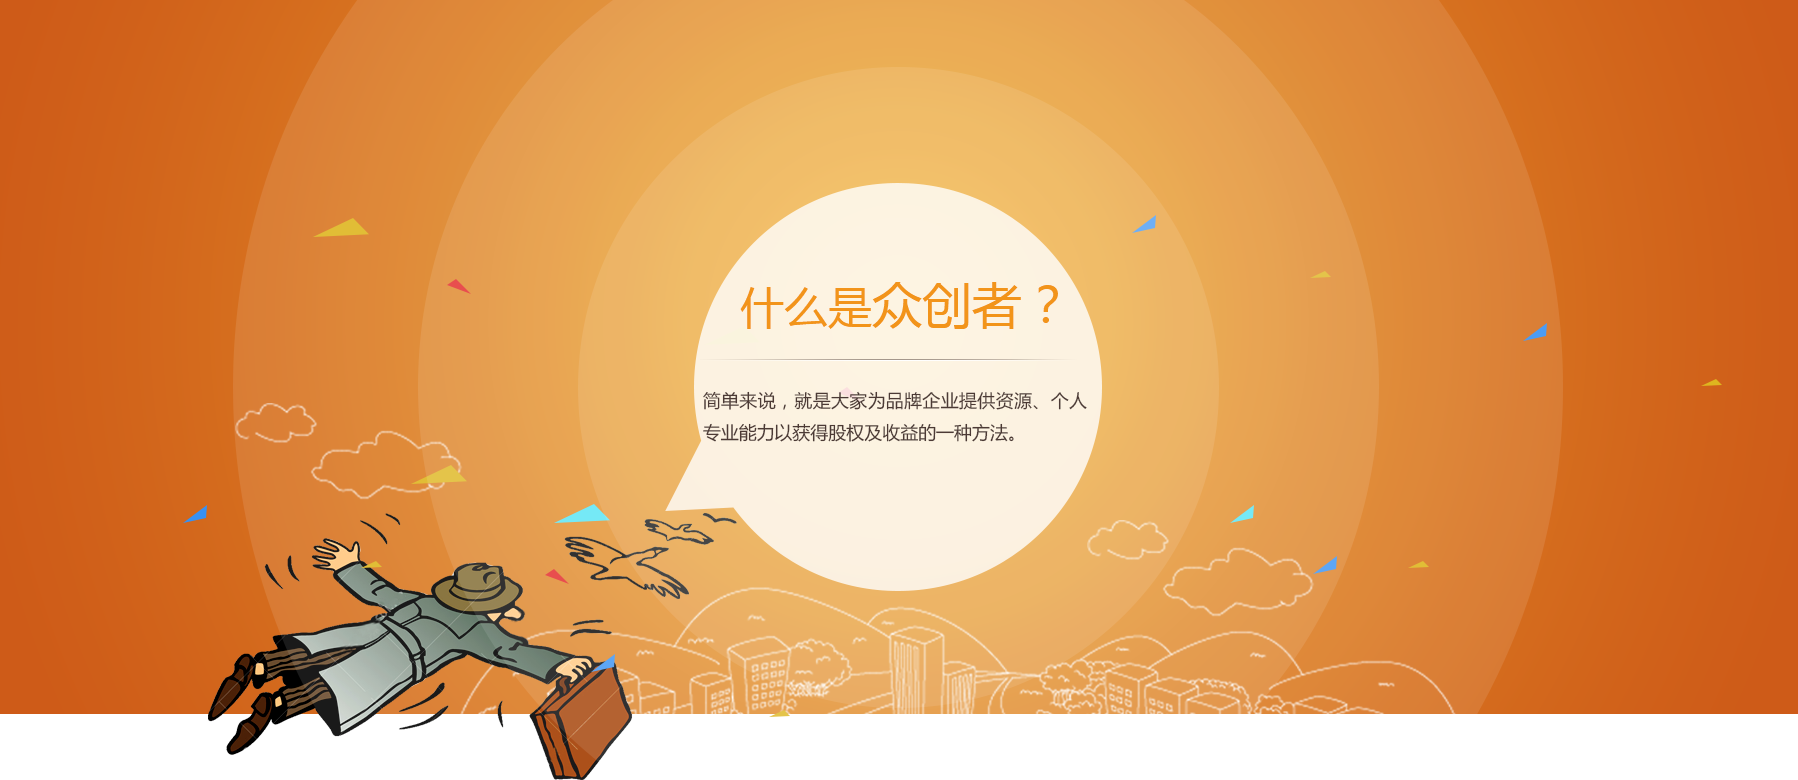 什么是众创者？
简单来说，就是大家为品牌企业提供资源、个人
专业能力以获得股权及收益的一种方法。